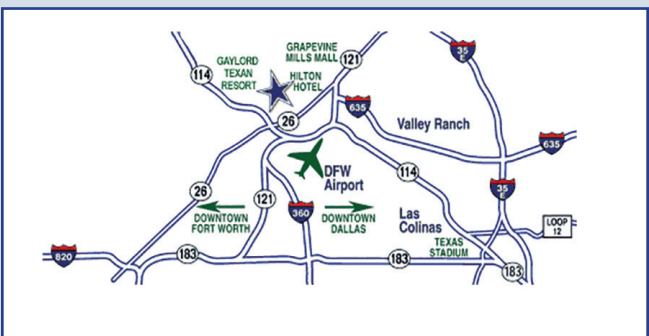 35
E
GRAPEVINE
MILLS MALL
121
GAYLORD
TEXAN
RESORT
114
HILTON
HOTEL
635
26
Valley Ranch
635
DFW
Airport
114
35
E
26
121
360
DOWNTOWN
FORT WORTH
DOWNTOWN
DALLAS
Las
Colinas
LOOP
12
TEXAS
STADIUM
820
183
183
183